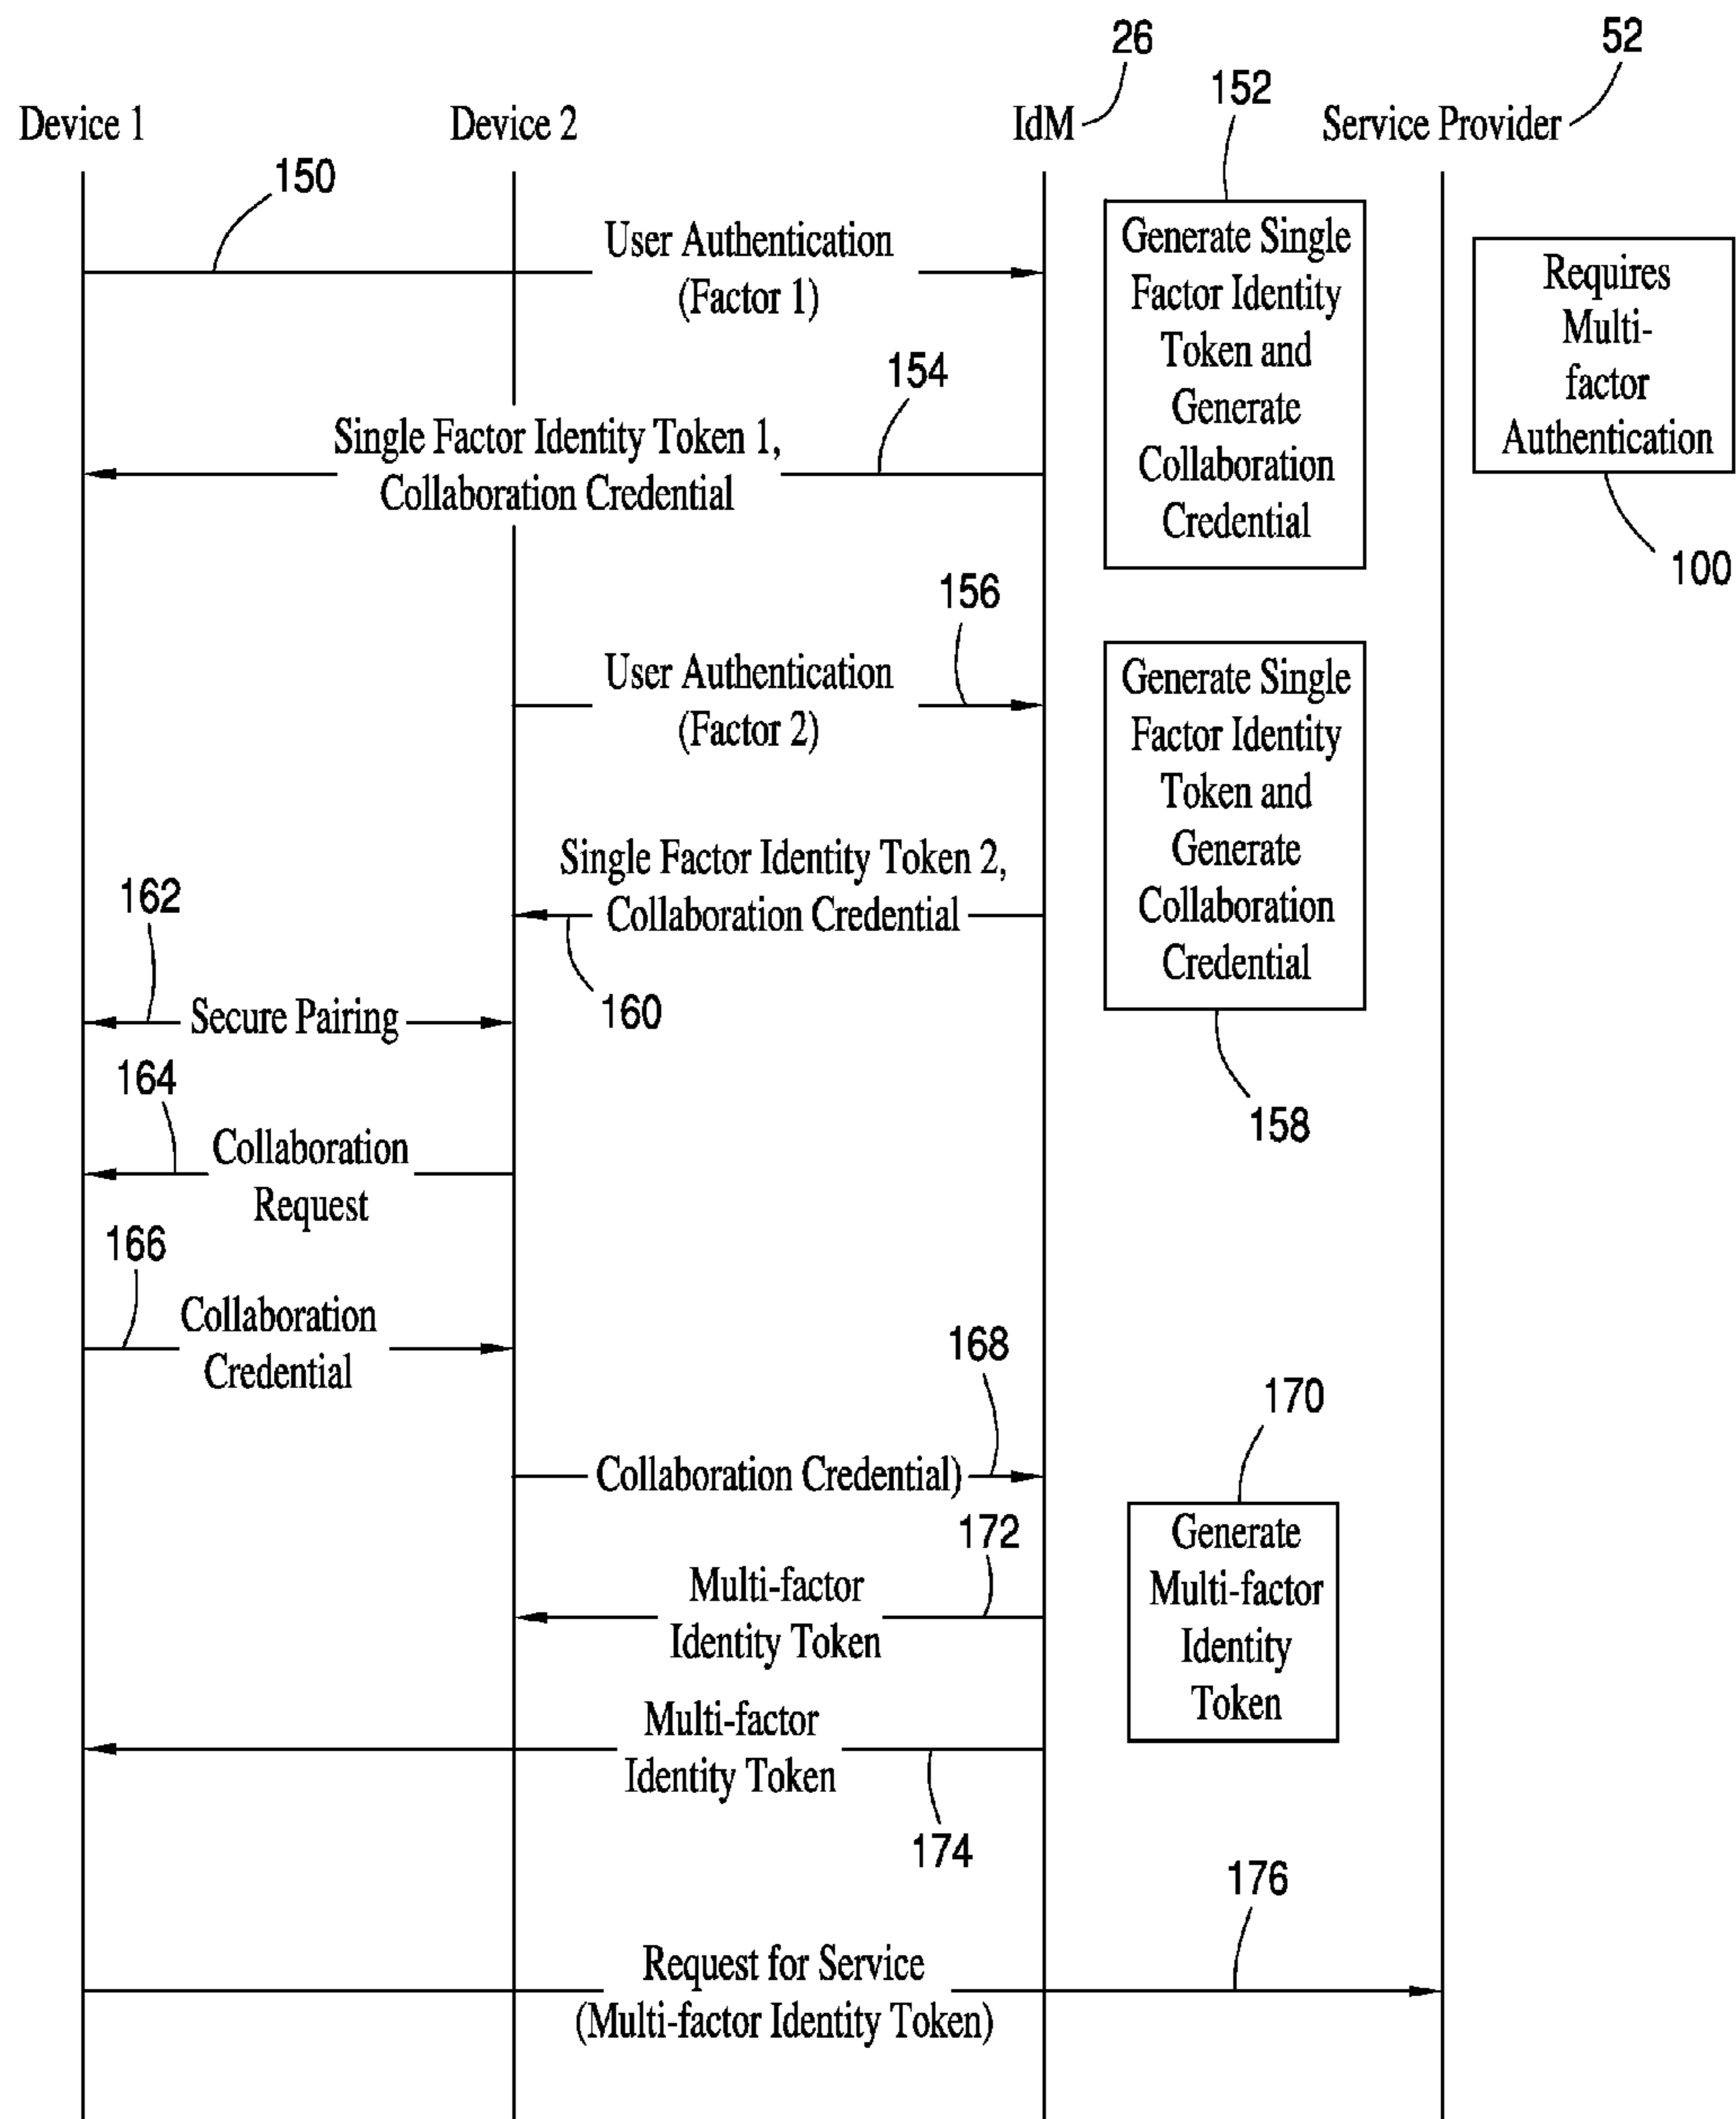 26
52
152
Device 1
Device 2
IdM
Service Provider
150
User Authentication
(Factor 1)
Generate Single
Factor Identity
Token and
Generate
Collaboration
Credential
Requires
Multi-
factor
Authentication
100
154
Single Factor Identity Token 1,
Collaboration Credential
156
User Authentication
(Factor 2)
Generate Single
Factor Identity
Token and
Generate
Collaboration
Credential
158
Single Factor Identity Token 2,
Collaboration Credential
160
162
Secure Pairing
164
Collaboration
Request
166
Collaboration
Credential
168
Collaboration Credential)
170
Generate
Multi-factor
Identity
Token
172
Multi-factor
Identity Token
Multi-factor
Identity Token
174
176
Request for Service
(Multi-factor Identity Token)